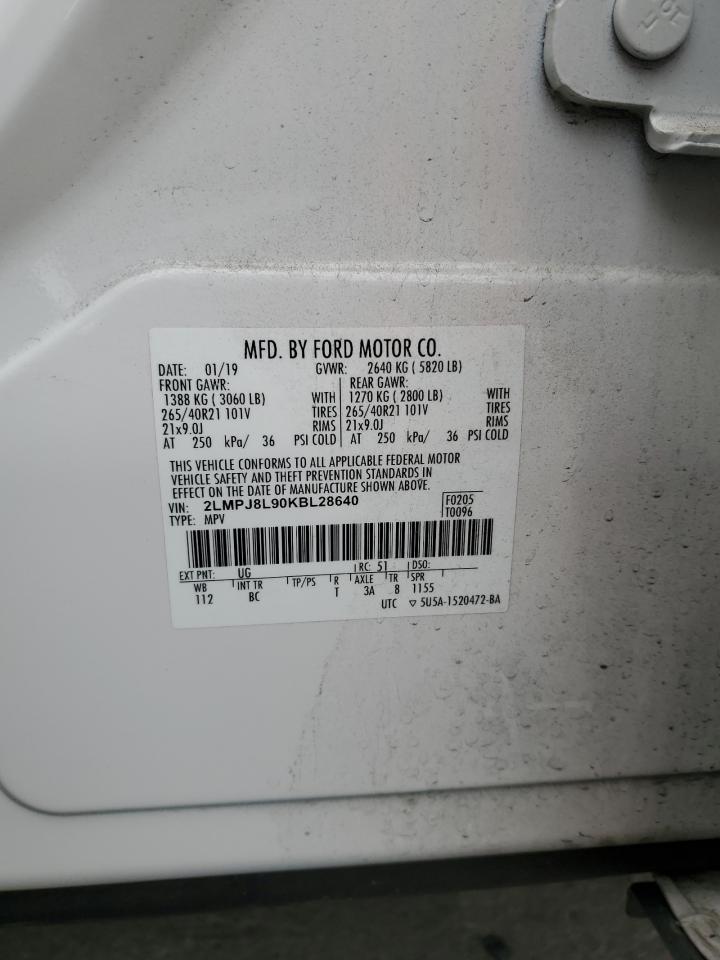 MFD. BY FORD MOTOR CO.
DATE: 01/19 GVWR: 2640 KG ( 5820 LB)
FRONT GAWR: REAR GAWR:
1388 KG ( 3060 LB) WITH 1270 KG ( 2800 LB) WITH
265/40R21 101V TIRES 265/40R21 101V TIRES
21x9.0J RIMS 21x9.0J RIMS
AT 250 kPa/ 36 PSI COLD AT 250 kPa/ 36 PSI COLD
THIS VEHICLE CONFORMS TO ALL APPLICABLE FEDERAL MOTOR
VEHICLE SAFETY AND THEFT PREVENTION STANDARDS IN
EFFECT ON THE DATE OF MANUFACTURE SHOWN ABOVE.
VIN: 2LMPJ8L90KBL28640 F0205
TYPE: MPV T0096
EXT PNT: UG RC: 51 DSO:
WB INT TR TP/PS R AXLE TR SPR
112 BC T 3A 8 1155
UTC ▽ 5U5A-1520472-BA